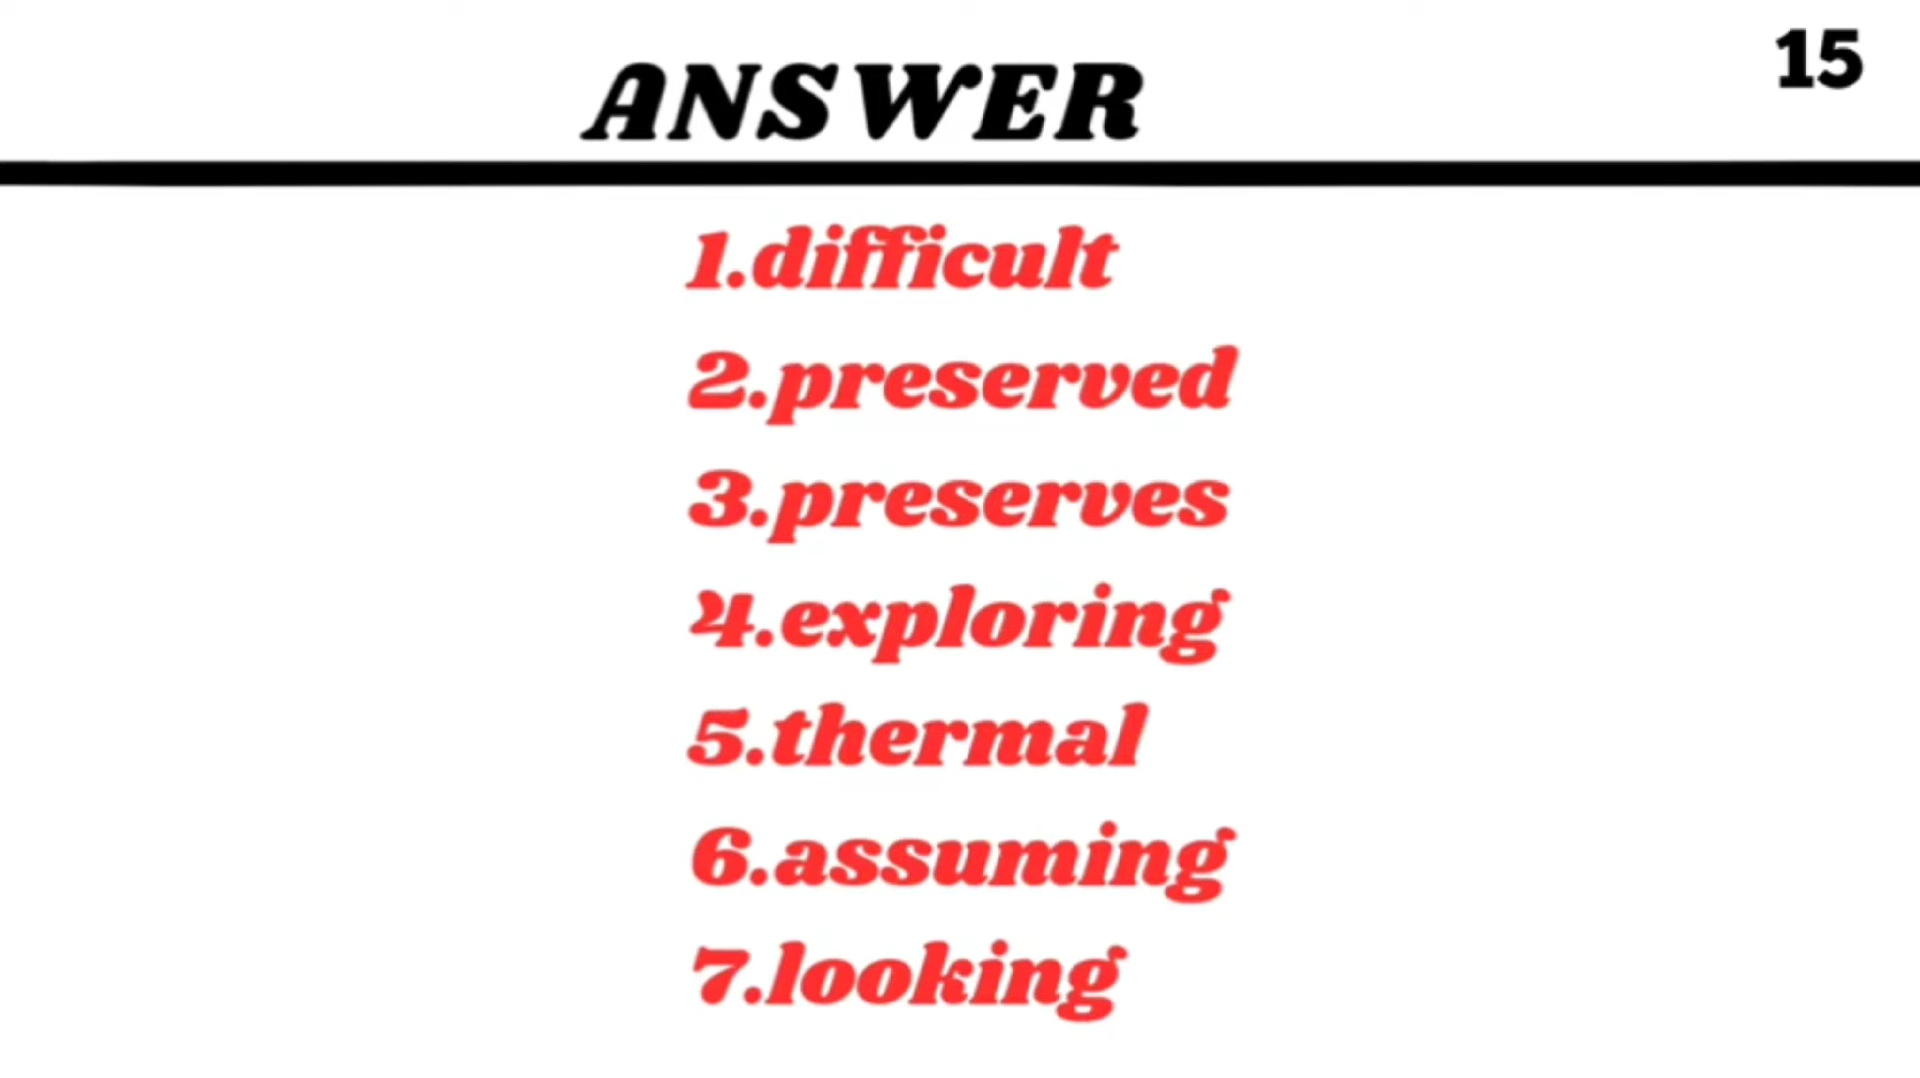 15
ANSWER
1.difficult
2.preserved
3.preserves
4.exploring
5.thermal
6.assuming
7.looking